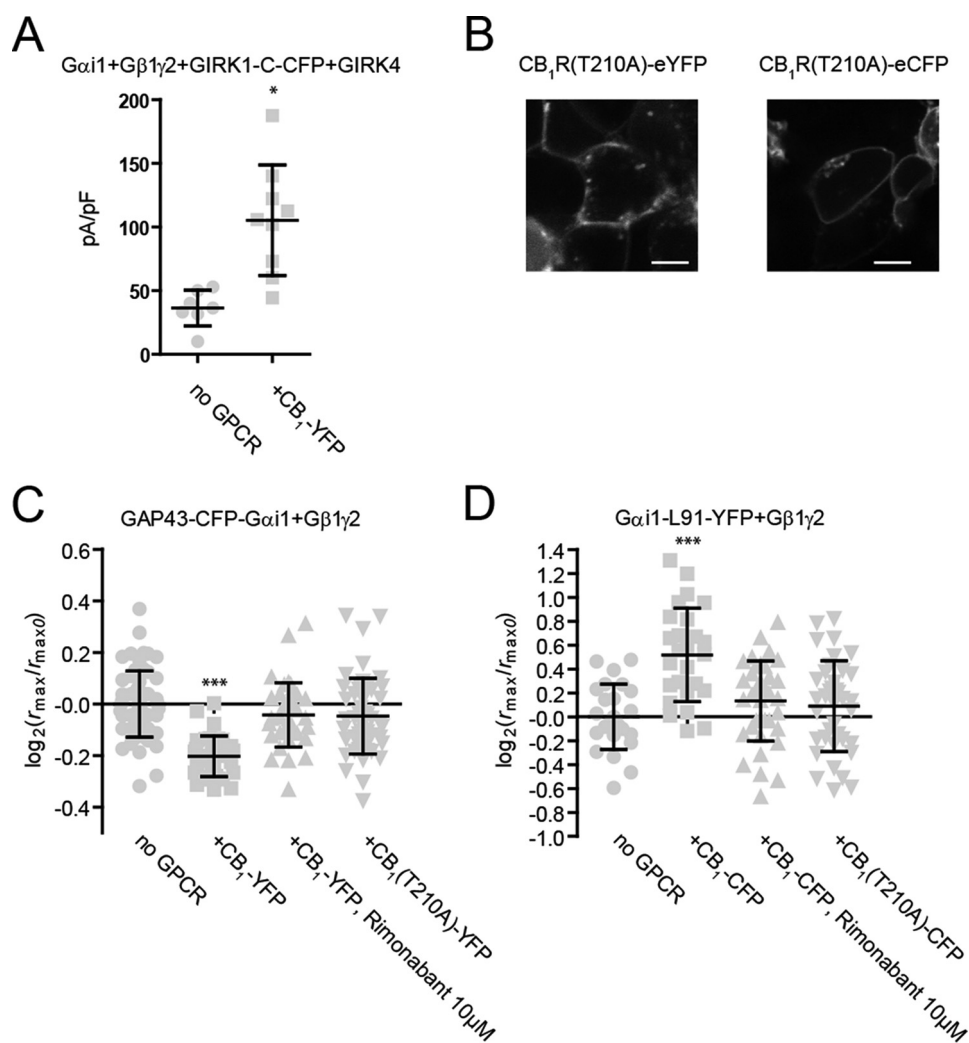 A
Gαi1+Gβ1γ2+GIRK1-C-CFP+GIRK4
*
200
150
100
50
0
pA/pF
no GPCR
+CB1-YFP
B
CB1R(T210A)-eYFP
CB1R(T210A)-eCFP
C
GAP43-CFP-Gαi1+Gβ1γ2
0.6
0.4
0.2
-0.0
-0.2
-0.4
log2(rmax/rmax0)
***
no GPCR
+CB1-YFP
+CB1-YFP, Rimonabant 10µM
+CB1(T210A)-YFP
D
Gαi1-L91-YFP+Gβ1γ2
***
1.4
1.2
1.0
0.8
0.6
0.4
0.2
-0.0
-0.2
-0.4
-0.6
-0.8
-1.0
log2(rmax/rmax0)
no GPCR
+CB1-CFP
+CB1-CFP, Rimonabant 10µM
+CB1(T210A)-CFP